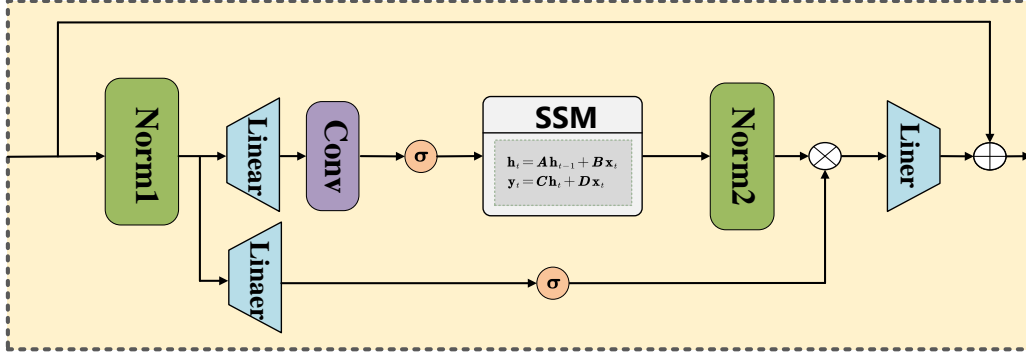 Norm1
Linear
Conv
σ
SSM
h_t = A h_{t-1} + B x_t
y_t = C h_t + D x_t
Norm2
Liner
Linaer
σ